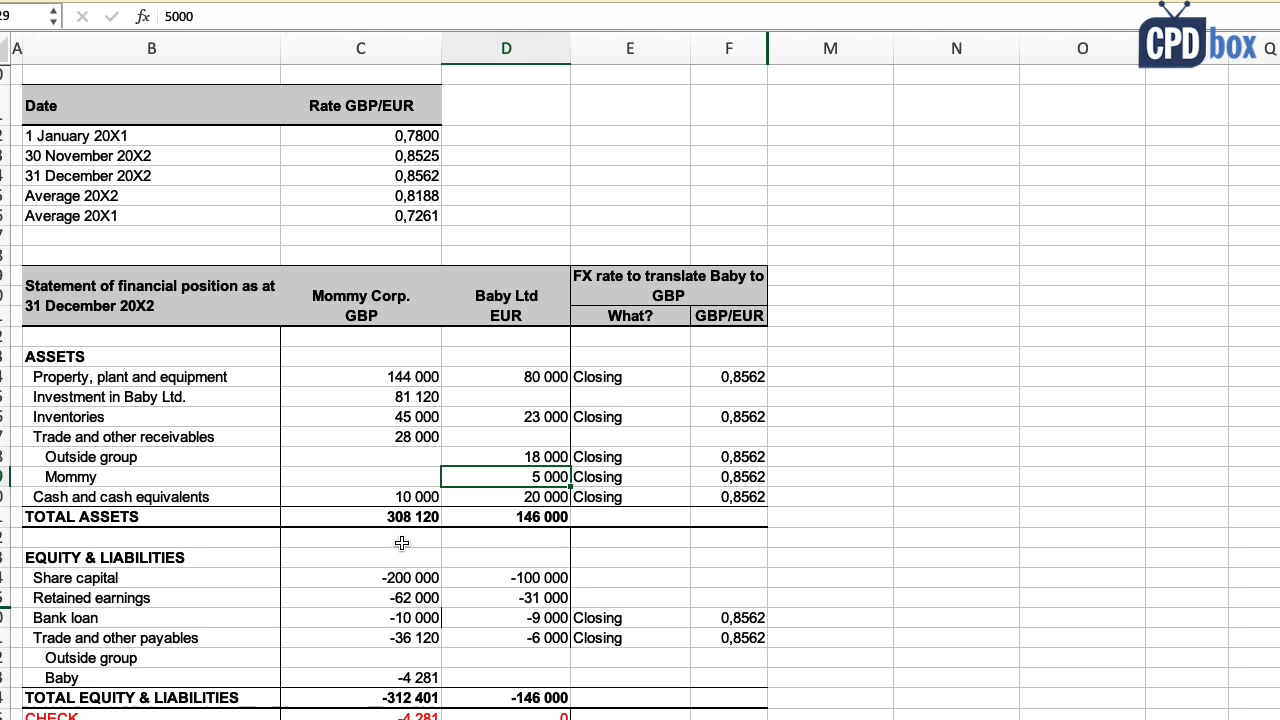 29 fx 5000
CPDbox
A B C D E F M N O Q
Date Rate GBP/EUR
1 January 20X1 0,7800
30 November 20X2 0,8525
31 December 20X2 0,8562
Average 20X2 0,8188
Average 20X1 0,7261
Statement of financial position as at
31 December 20X2
Mommy Corp.
GBP
Baby Ltd
EUR
FX rate to translate Baby to
GBP
What? GBP/EUR
ASSETS
Property, plant and equipment 144 000 80 000 Closing 0,8562
Investment in Baby Ltd. 81 120
Inventories 45 000 23 000 Closing 0,8562
Trade and other receivables 28 000
Outside group 18 000 Closing 0,8562
Mommy 5 000 Closing 0,8562
Cash and cash equivalents 10 000 20 000 Closing 0,8562
TOTAL ASSETS 308 120 146 000
EQUITY & LIABILITIES
Share capital -200 000 -100 000
Retained earnings -62 000 -31 000
Bank loan -10 000 -9 000 Closing 0,8562
Trade and other payables -36 120 -6 000 Closing 0,8562
Outside group
Baby -4 281
TOTAL EQUITY & LIABILITIES -312 401 -146 000
CHECK -4 281 0